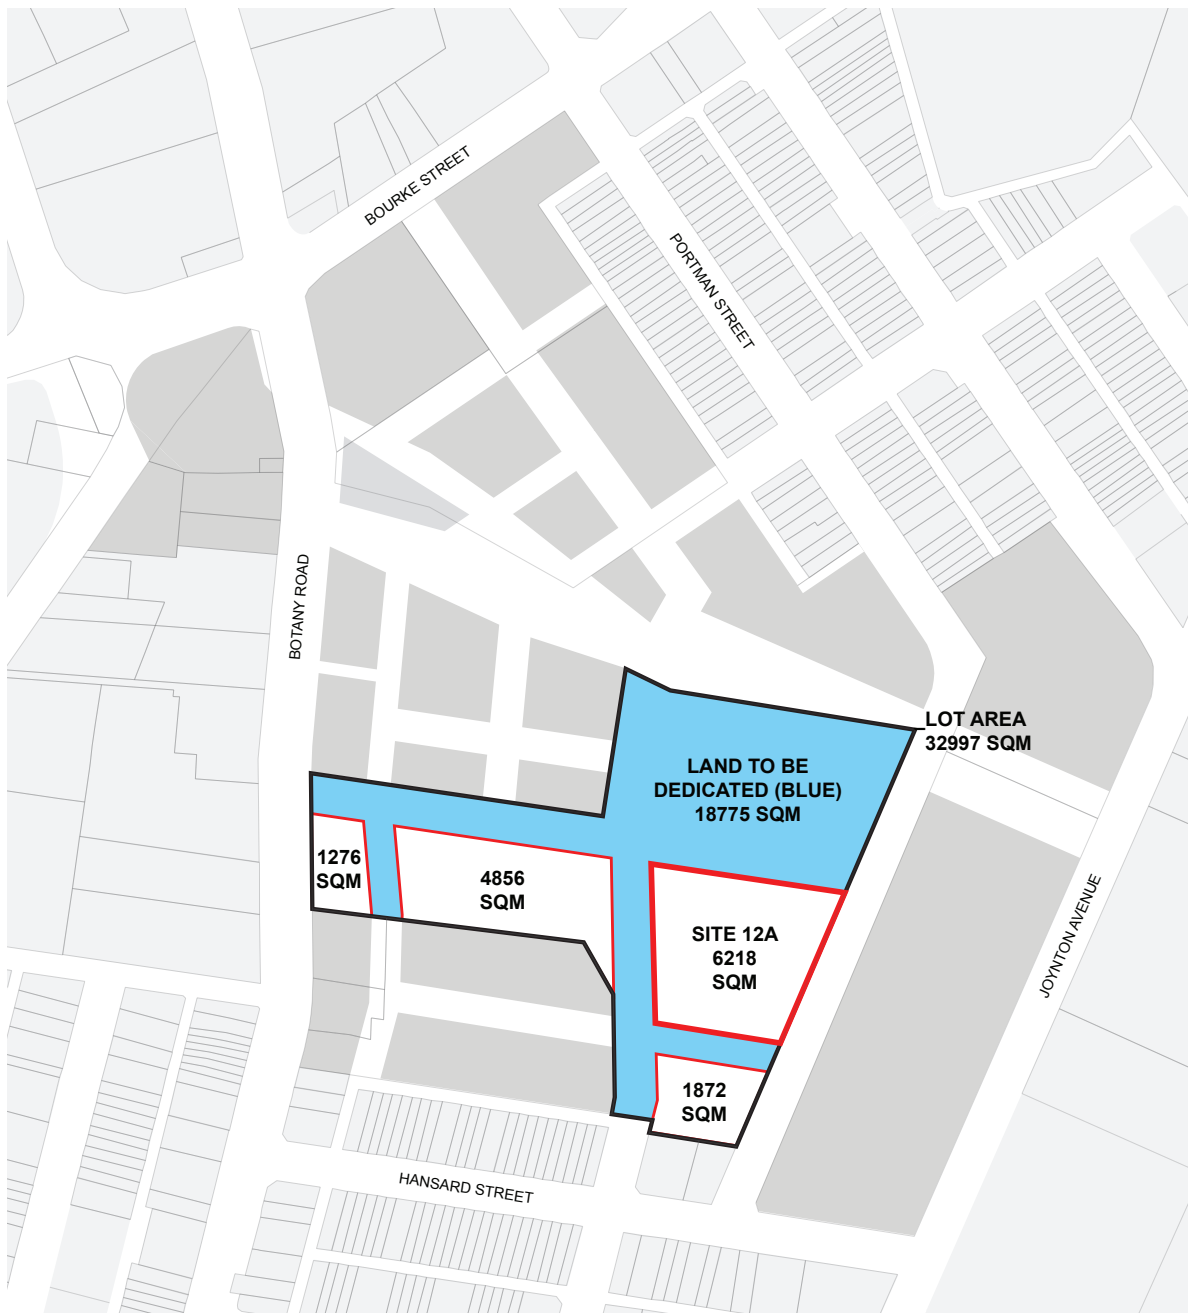 BOURKE STREET
PORTMAN STREET
BOTANY ROAD
LOT AREA
32997 SQM
LAND TO BE
DEDICATED (BLUE)
18775 SQM
1276
SQM
4856
SQM
SITE 12A
6218
SQM
JOYNTON AVENUE
1872
SQM
HANSARD STREET